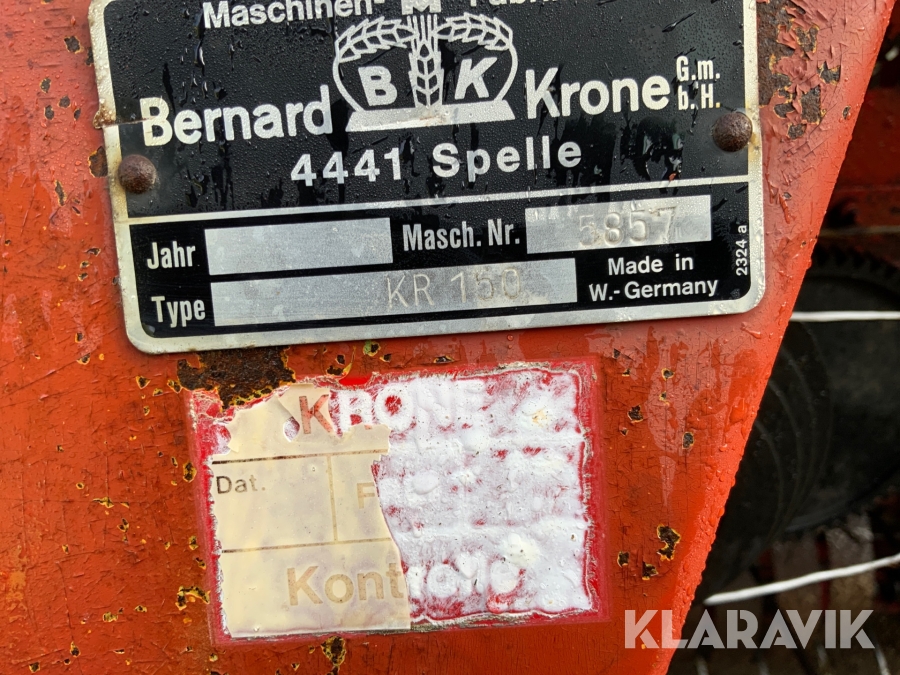 Maschinen-
B K
Bernard Krone G.m.b.H.
4441 Spelle
Jahr Masch. Nr. 5857
Type KR 150 Made in W.-Germany
2324 a
KRONE
Dat.
Kontrolle
KLARAVIK